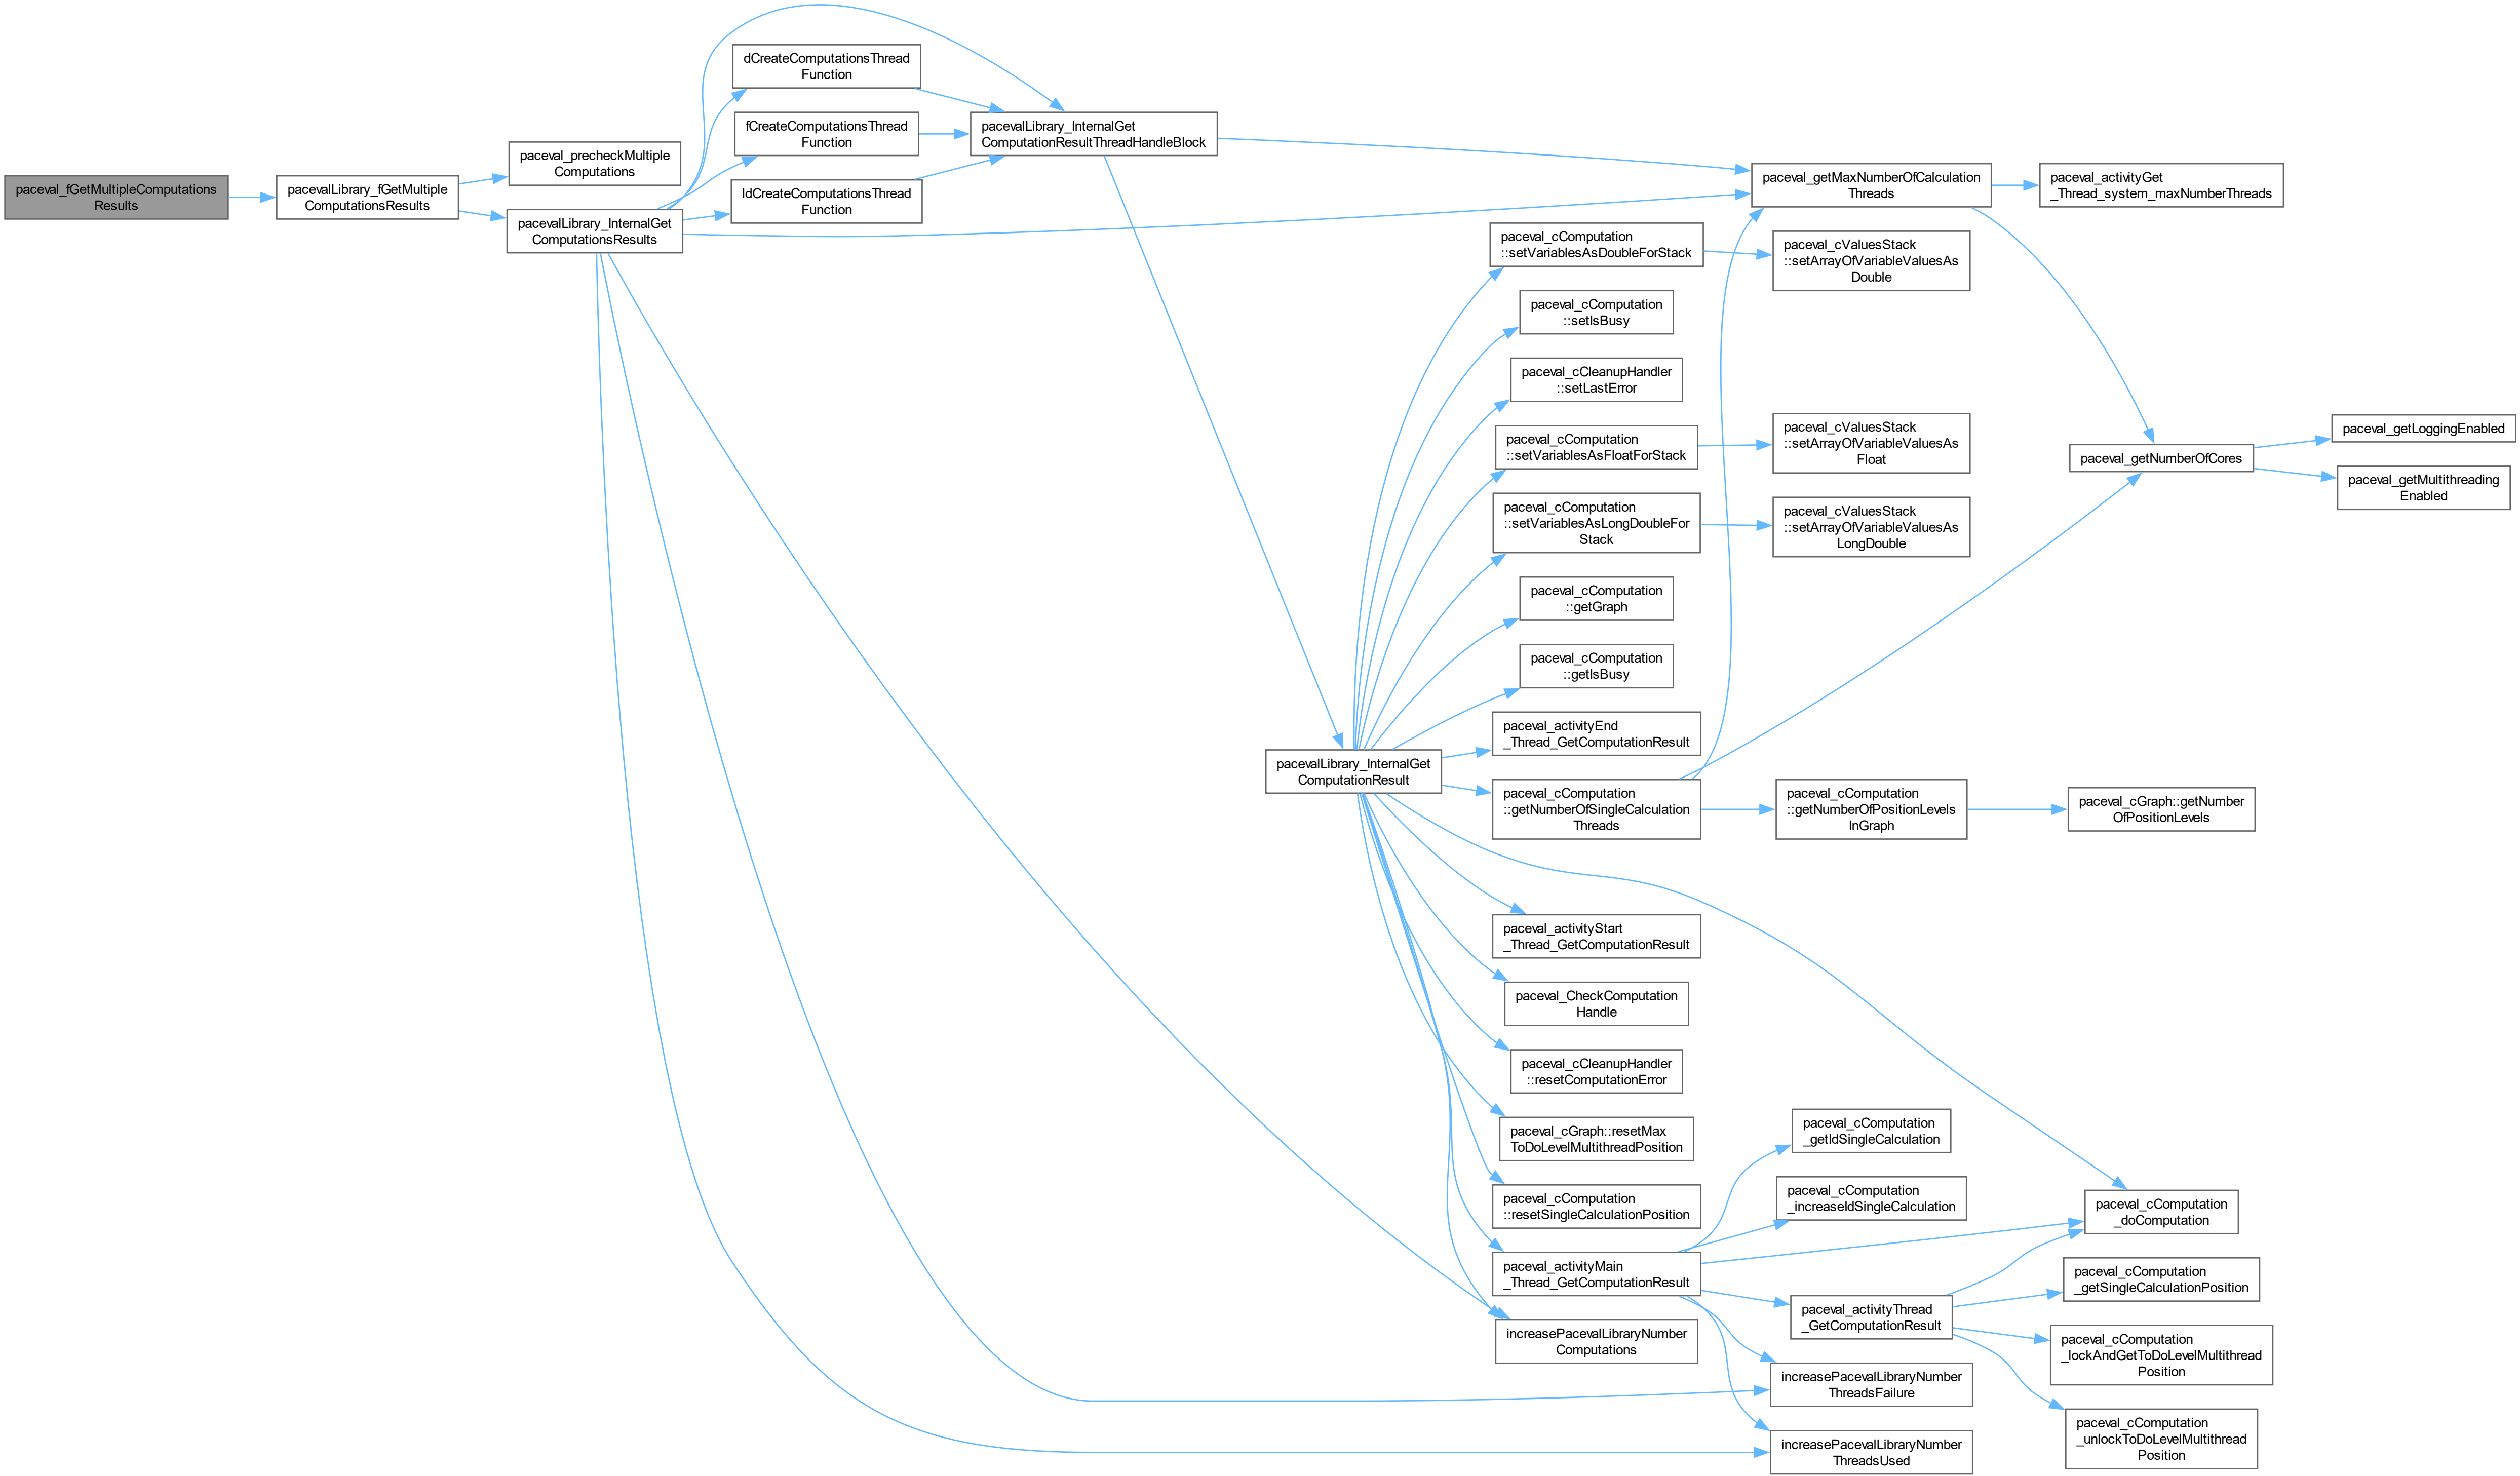 paceval_fGetMultipleComputations
Results
pacevalLibrary_fGetMultiple
ComputationsResults
paceval_precheckMultiple
Computations
pacevalLibrary_InternalGet
ComputationsResults
dCreateComputationsThread
Function
fCreateComputationsThread
Function
ldCreateComputationsThread
Function
pacevalLibrary_InternalGet
ComputationResultThreadHandleBlock
pacevalLibrary_InternalGet
ComputationResult
paceval_cComputation
::setVariablesAsDoubleForStack
paceval_cComputation
::setIsBusy
paceval_cCleanupHandler
::setLastError
paceval_cComputation
::setVariablesAsFloatForStack
paceval_cComputation
::setVariablesAsLongDoubleFor
Stack
paceval_cComputation
::getGraph
paceval_cComputation
::getIsBusy
paceval_activityEnd
_Thread_GetComputationResult
paceval_cComputation
::getNumberOfSingleCalculation
Threads
paceval_activityStart
_Thread_GetComputationResult
paceval_CheckComputation
Handle
paceval_cCleanupHandler
::resetComputationError
paceval_cGraph::resetMax
ToDoLevelMultithreadPosition
paceval_cComputation
::resetSingleCalculationPosition
paceval_activityMain
_Thread_GetComputationResult
increasePacevalLibraryNumber
Computations
paceval_getMaxNumberOfCalculation
Threads
paceval_cValuesStack
::setArrayOfVariableValuesAs
Double
paceval_cValuesStack
::setArrayOfVariableValuesAs
Float
paceval_cValuesStack
::setArrayOfVariableValuesAs
LongDouble
paceval_cComputation
::getNumberOfPositionLevels
InGraph
paceval_cComputation
_getIdSingleCalculation
paceval_cComputation
_increaseIdSingleCalculation
paceval_activityThread
_GetComputationResult
increasePacevalLibraryNumber
ThreadsFailure
increasePacevalLibraryNumber
ThreadsUsed
paceval_activityGet
_Thread_system_maxNumberThreads
paceval_getNumberOfCores
paceval_cGraph::getNumber
OfPositionLevels
paceval_cComputation
_doComputation
paceval_cComputation
_getSingleCalculationPosition
paceval_cComputation
_lockAndGetToDoLevelMultithread
Position
paceval_cComputation
_unlockToDoLevelMultithread
Position
paceval_getLoggingEnabled
paceval_getMultithreading
Enabled